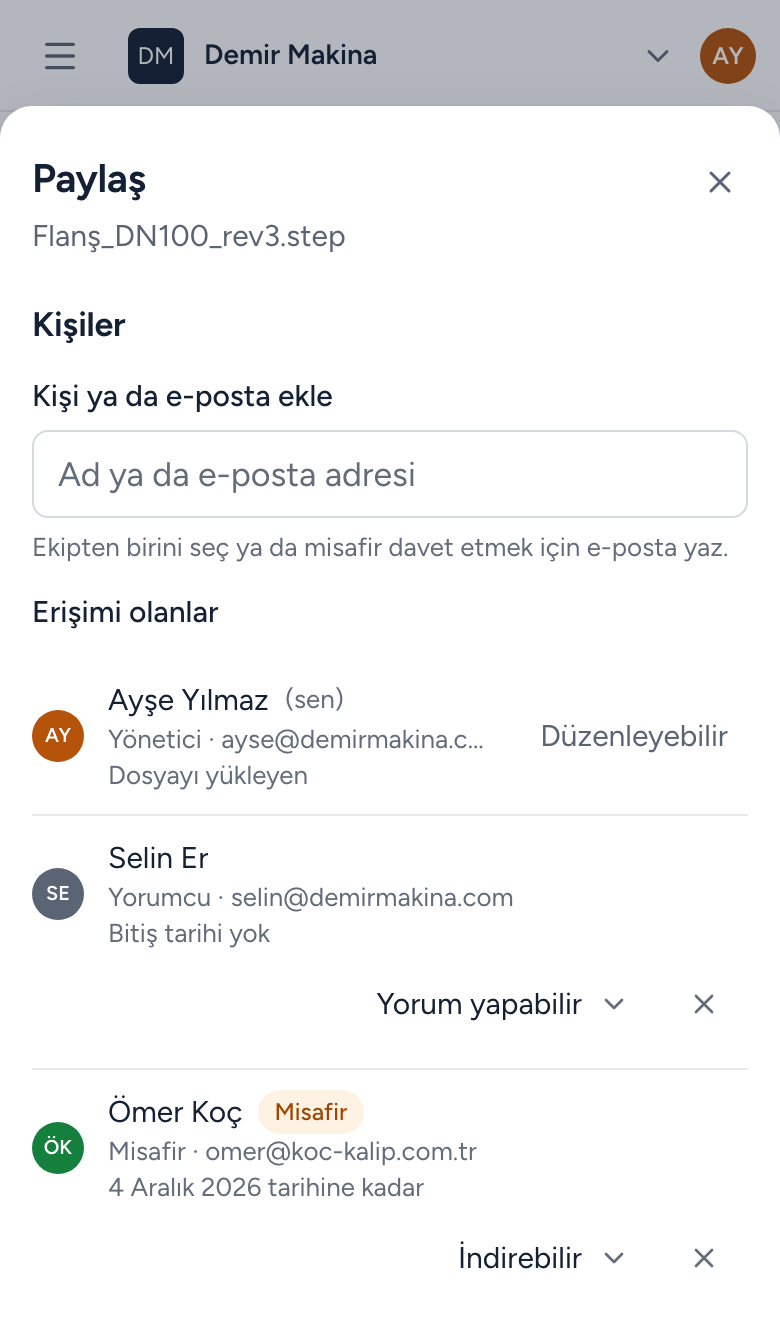 DM Demir Makina AY
Paylaş
Flanş_DN100_rev3.step
Kişiler
Kişi ya da e-posta ekle
Ad ya da e-posta adresi
Ekipten birini seç ya da misafir davet etmek için e-posta yaz.
Erişimi olanlar
AY
Ayşe Yılmaz (sen)
Yönetici · ayse@demirmakina.c...
Dosyayı yükleyen
Düzenleyebilir
SE
Selin Er
Yorumcu · selin@demirmakina.com
Bitiş tarihi yok
Yorum yapabilir
ÖK
Ömer Koç Misafir
Misafir · omer@koc-kalip.com.tr
4 Aralık 2026 tarihine kadar
İndirebilir